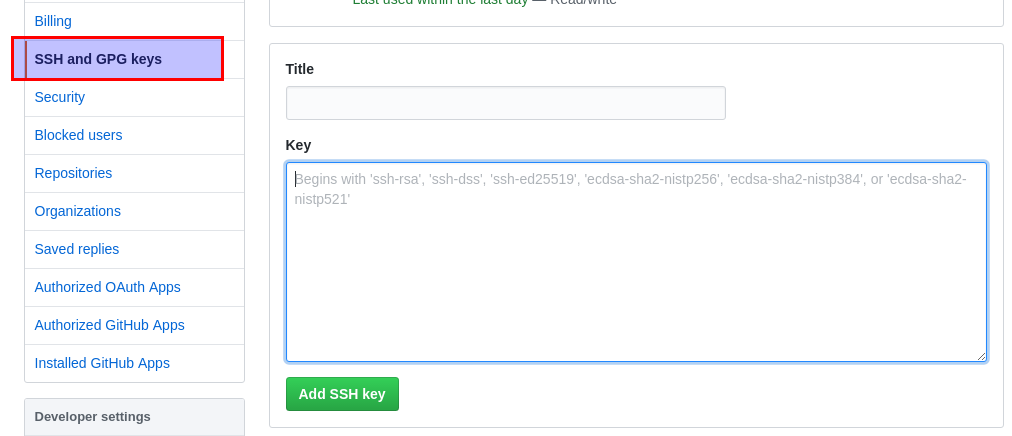 Last used within the last day — Read/write
Billing
SSH and GPG keys
Security
Blocked users
Repositories
Organizations
Saved replies
Authorized OAuth Apps
Authorized GitHub Apps
Installed GitHub Apps
Developer settings
Title
Key
Begins with 'ssh-rsa', 'ssh-dss', 'ssh-ed25519', 'ecdsa-sha2-nistp256', 'ecdsa-sha2-nistp384', or 'ecdsa-sha2-
nistp521'
Add SSH key